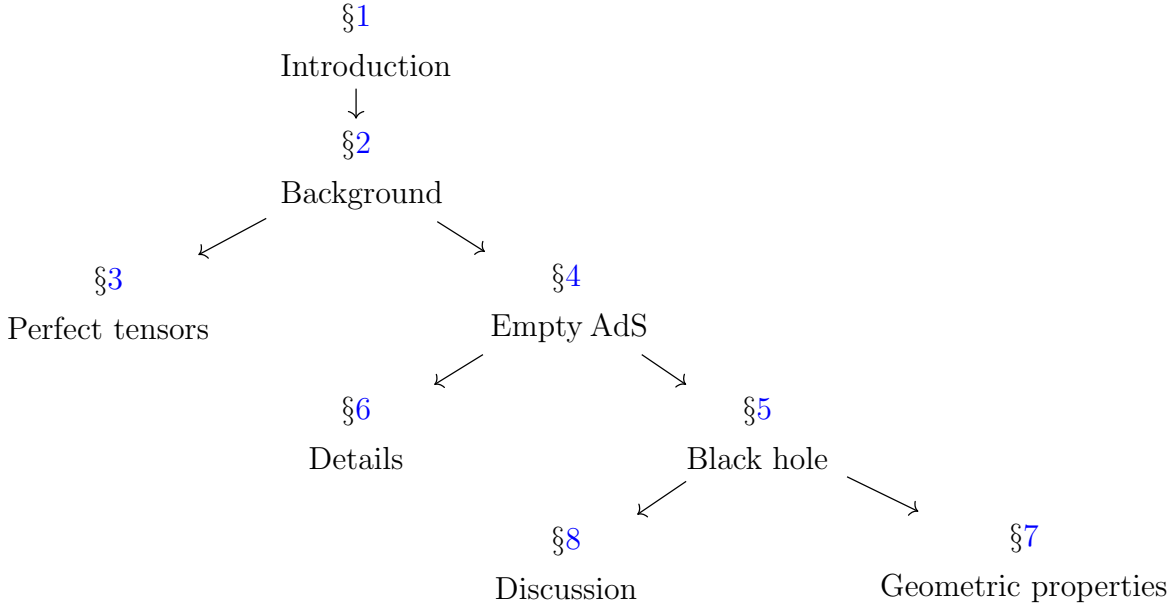 §1
Introduction
§2
Background
§3
Perfect tensors
§4
Empty AdS
§6
Details
§5
Black hole
§8
Discussion
§7
Geometric properties